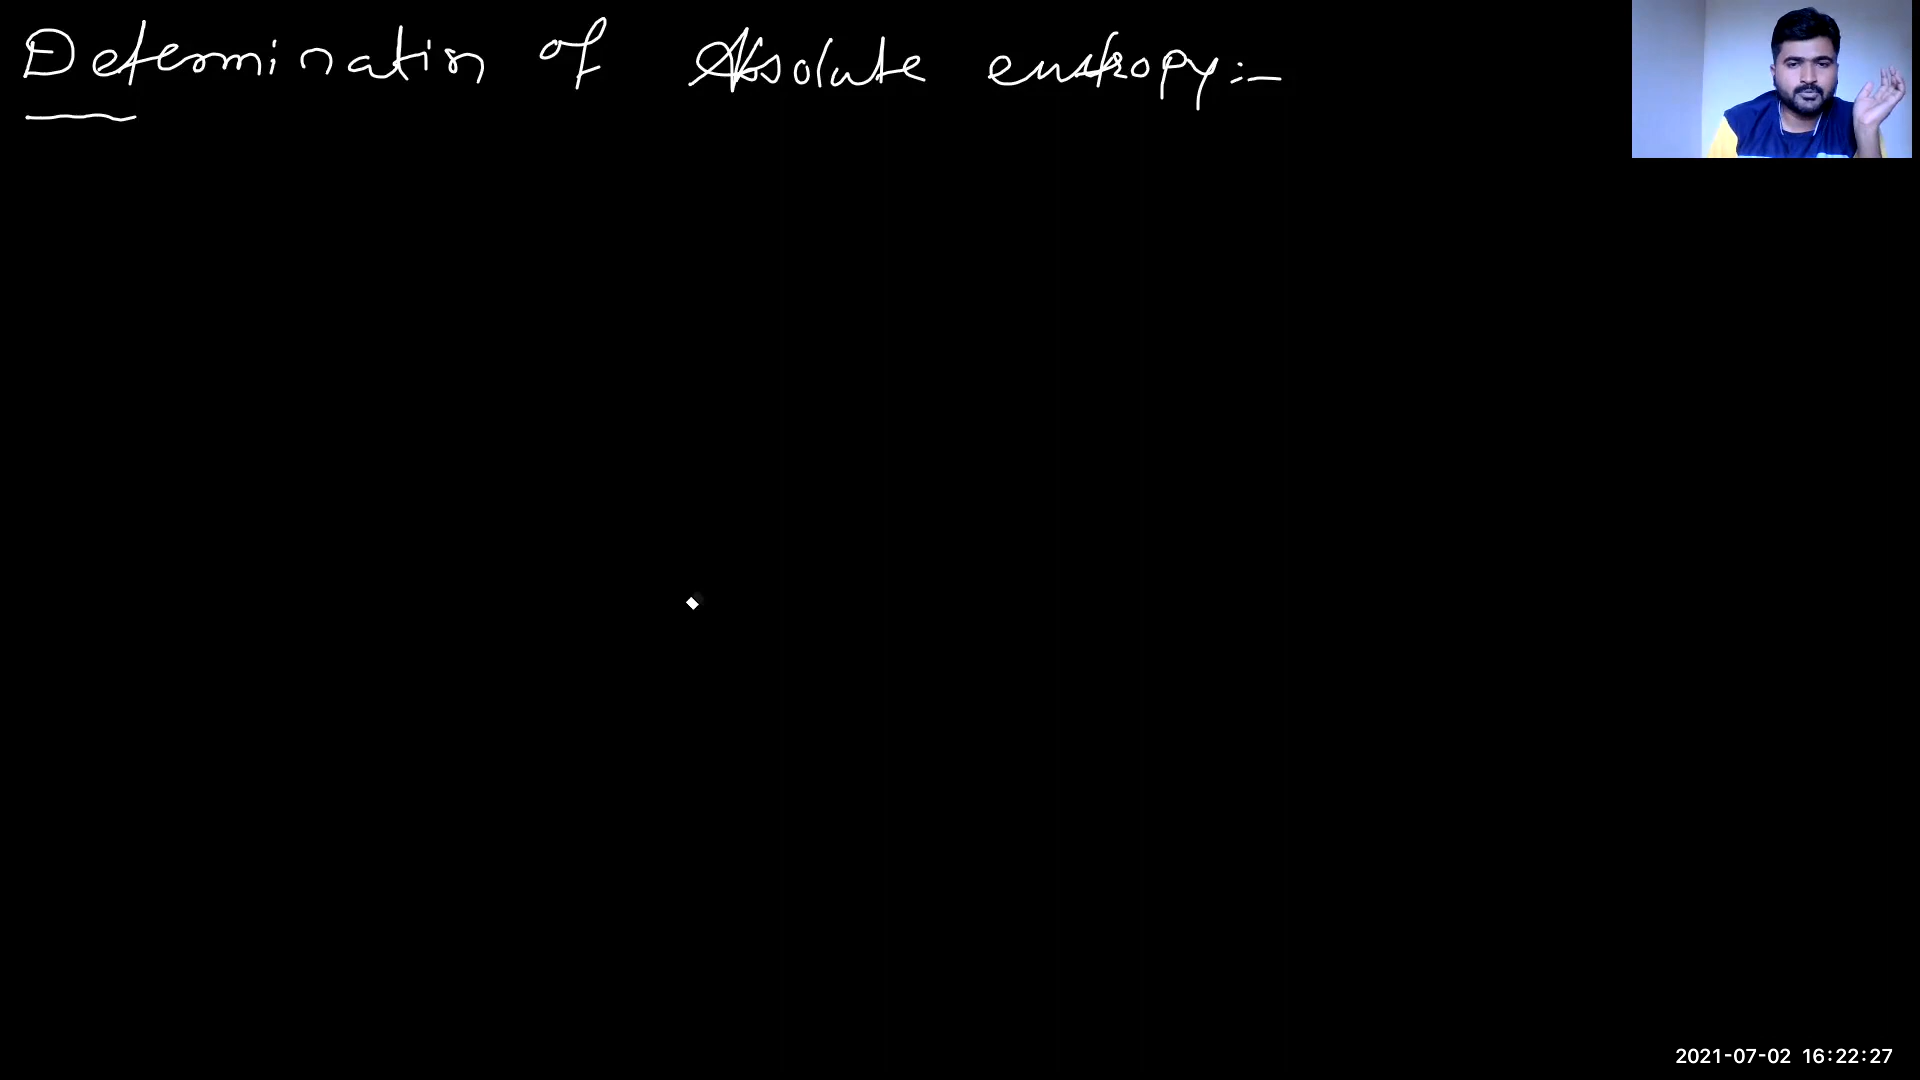 Determination of Absolute entropy:-
2021-07-02 16:22:27